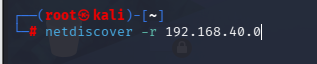 ┌──(root㉿kali)-[~]
└─# netdiscover -r 192.168.40.0